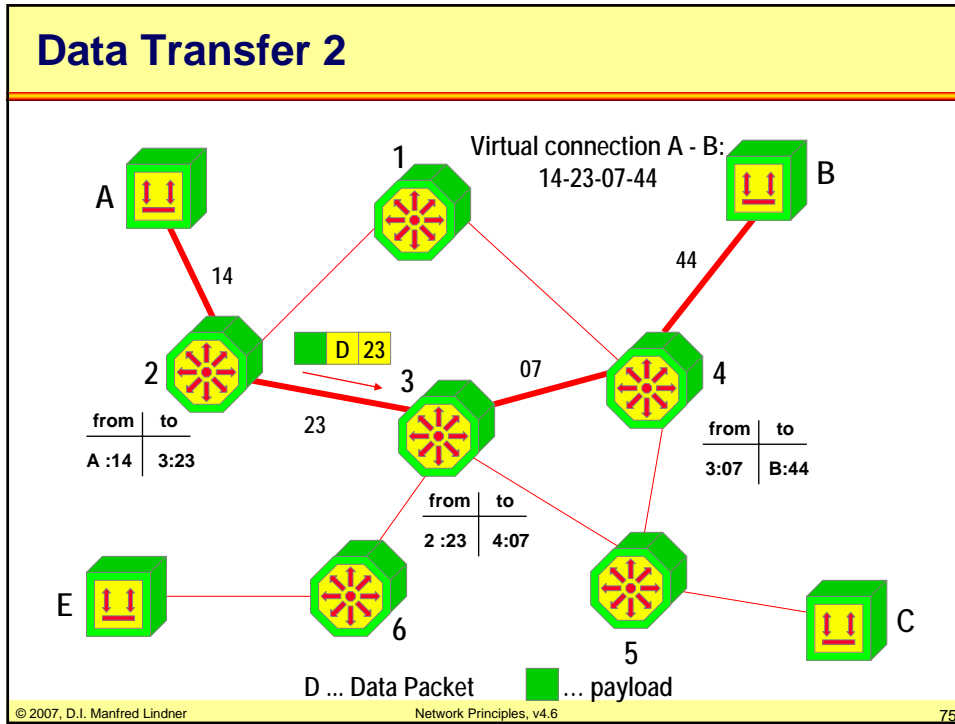 Data Transfer 2
Virtual connection A - B:
14-23-07-44
A
1
B
14
44
D 23
2
3
07
4
23
from to
A :14 3:23
from to
3:07 B:44
from to
2 :23 4:07
E
6
5
C
D ... Data Packet ... payload
© 2007, D.I. Manfred Lindner Network Principles, v4.6 75